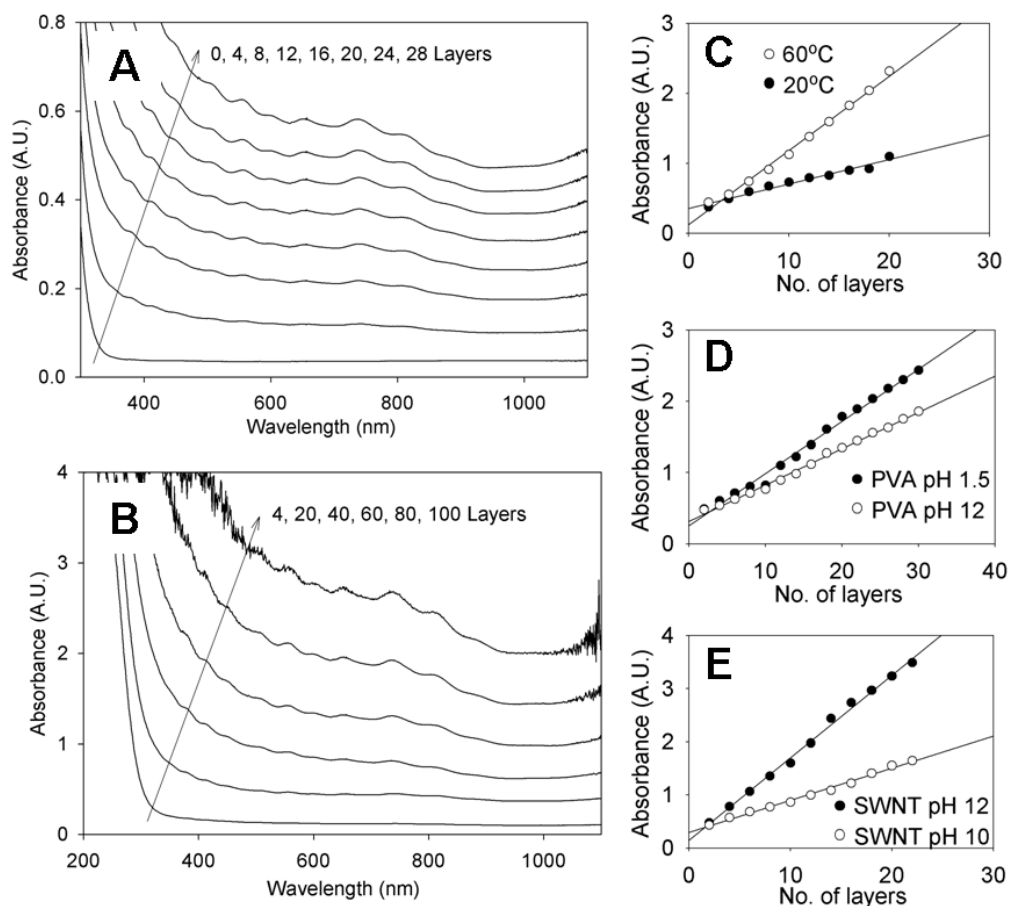 A
0, 4, 8, 12, 16, 20, 24, 28 Layers
Absorbance (A.U.)
0.8
0.6
0.4
0.2
0.0
400 600 800 1000
Wavelength (nm)
B
4, 20, 40, 60, 80, 100 Layers
Absorbance (A.U.)
4
3
2
1
0
200 400 600 800 1000
Wavelength (nm)
C
60ºC
20ºC
Absorbance (A.U.)
3
2
1
0
0 10 20 30
No. of layers
D
PVA pH 1.5
PVA pH 12
Absorbance (A.U.)
3
2
1
0
0 10 20 30 40
No. of layers
E
SWNT pH 12
SWNT pH 10
Absorbance (A.U.)
4
3
2
1
0
0 10 20 30
No. of layers